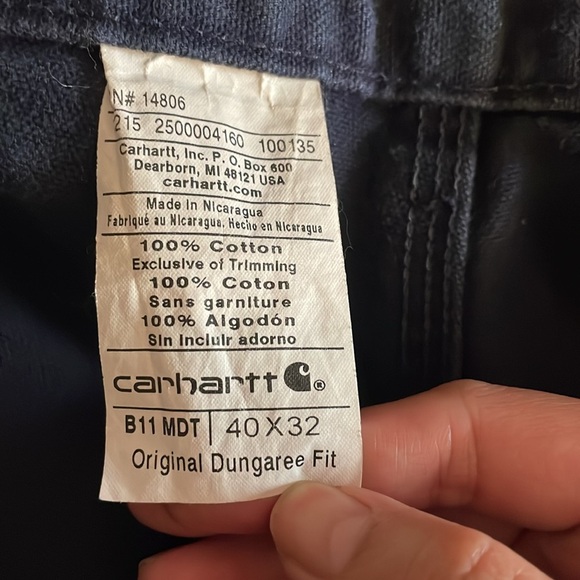 N# 14806
215 2500004160 100135
Carhartt, Inc. P. O. Box 600
Dearborn, MI 48121 USA
carhartt.com
Made in Nicaragua
Fabriqué au Nicaragua. Hecho en Nicaragua
100% Cotton
Exclusive of Trimming
100% Coton
Sans garniture
100% Algodón
Sin incluir adorno
carhartt ®
B11 MDT | 40X32
Original Dungaree Fit